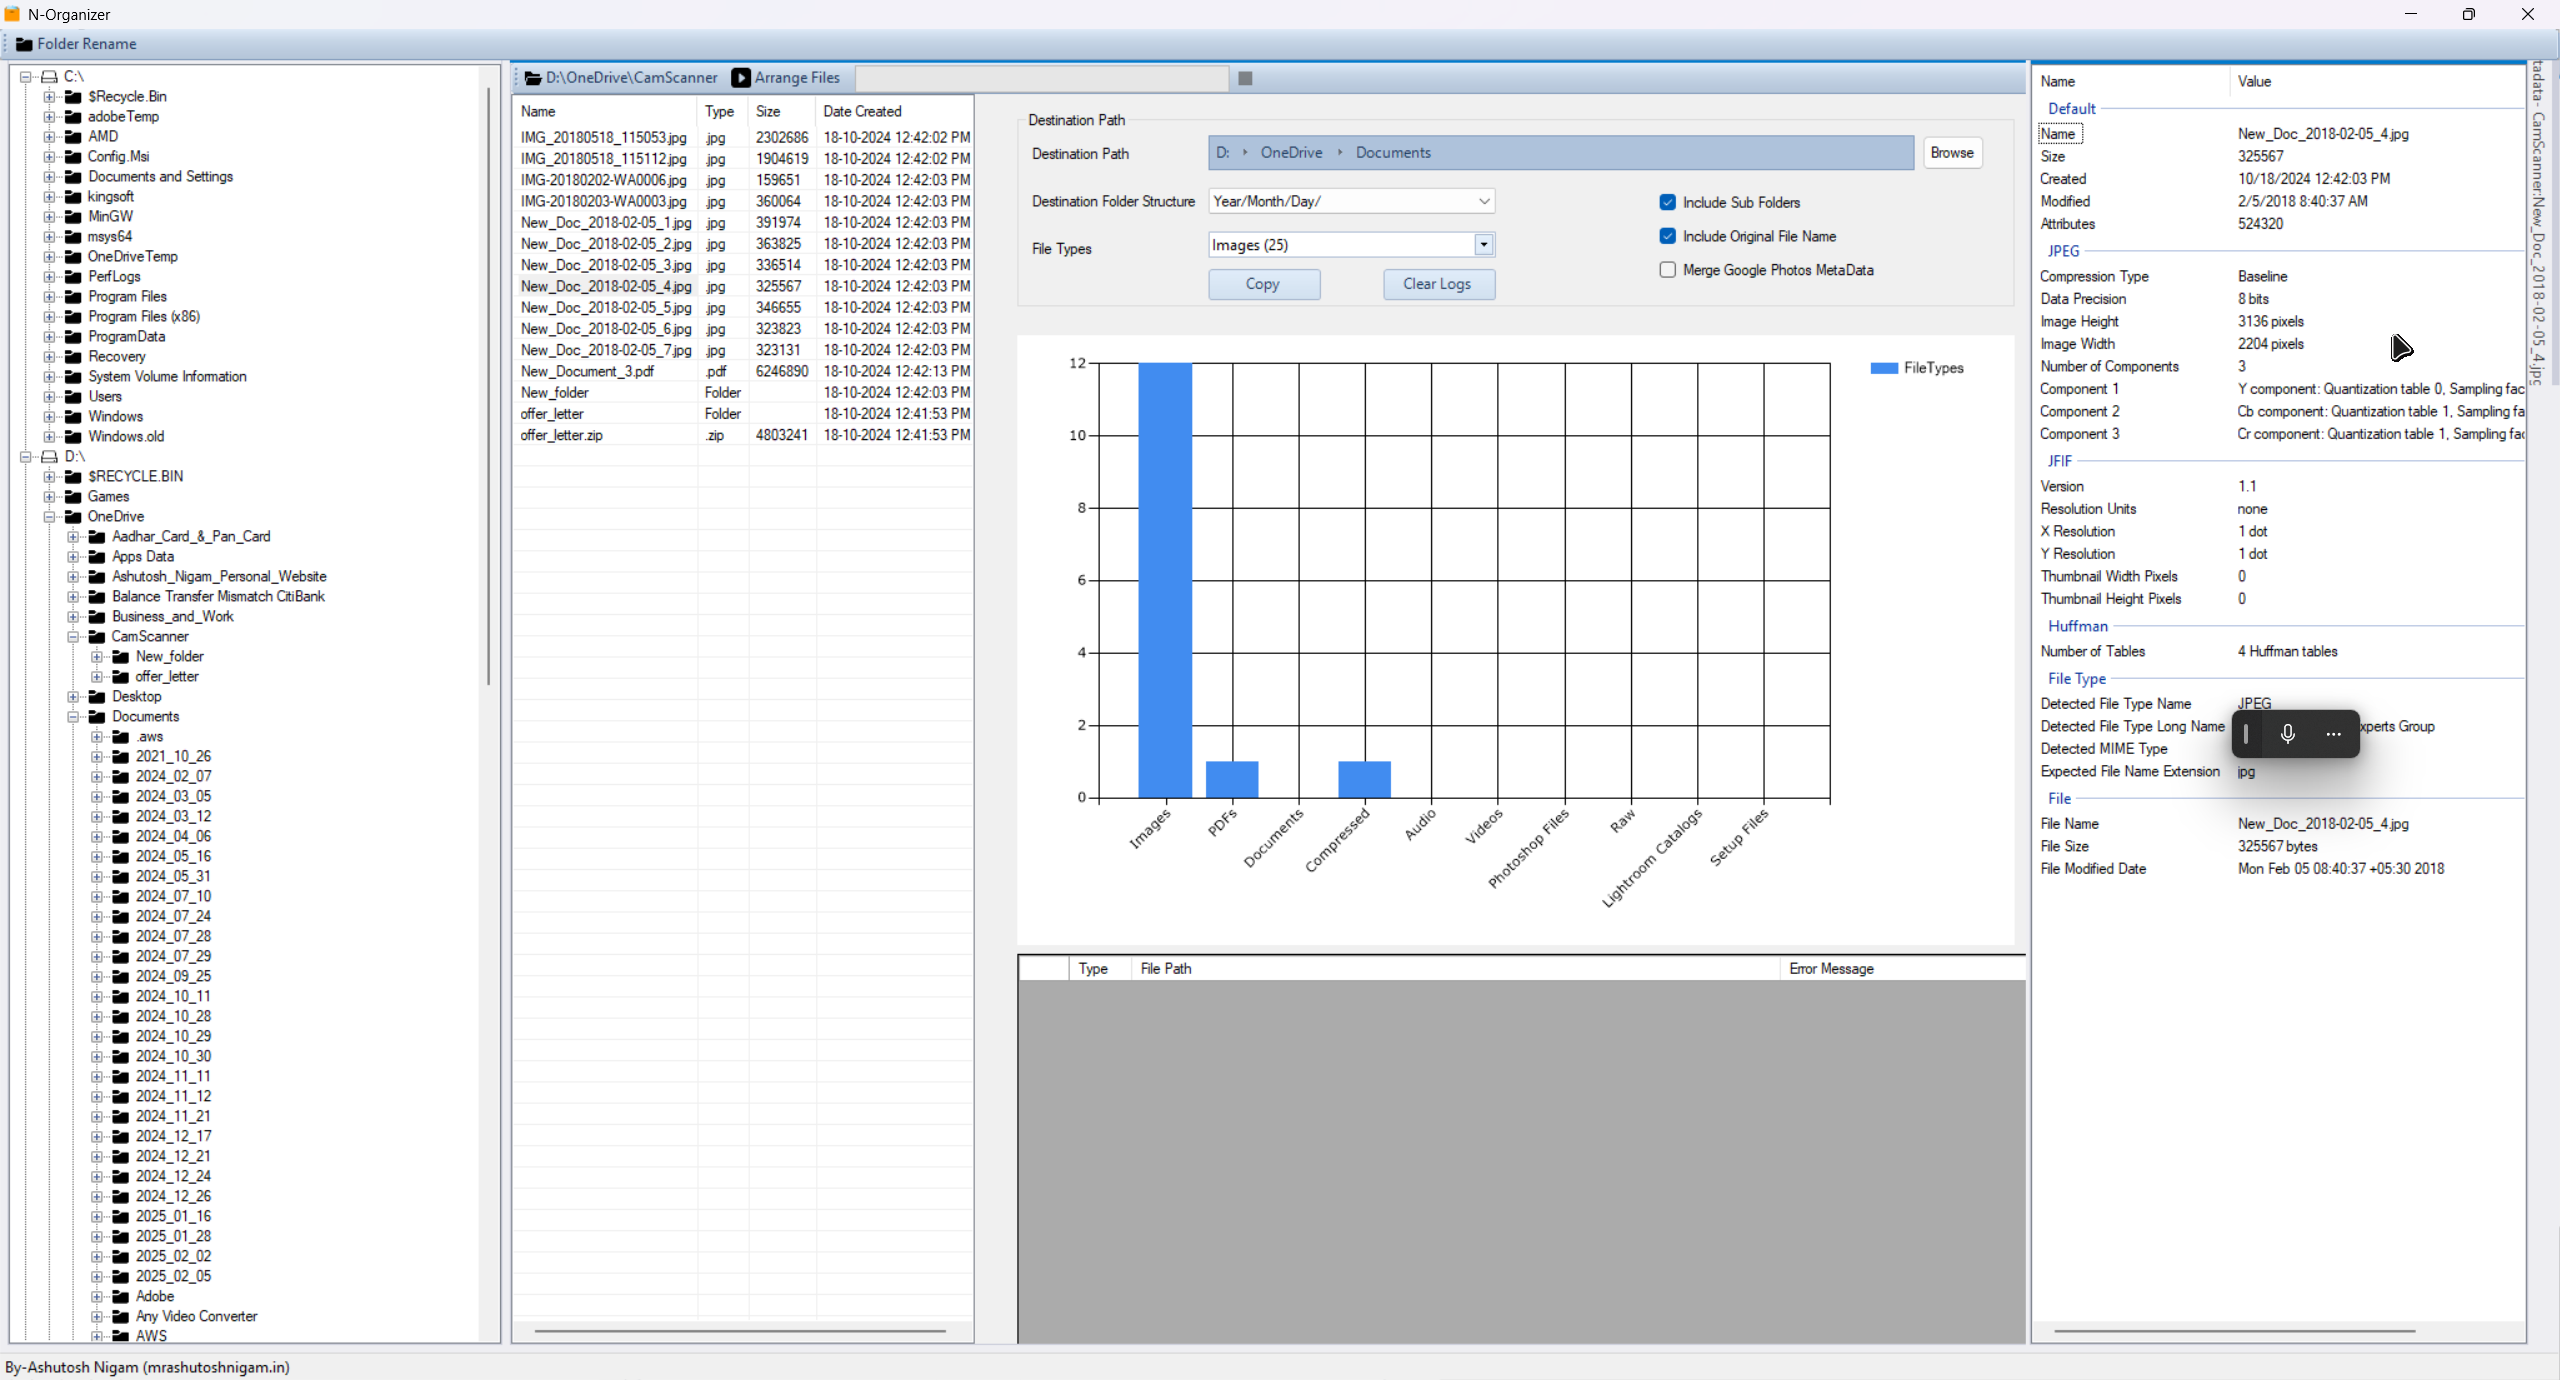 N-Organizer
Folder Rename
C:\
$Recycle.Bin
adobeTemp
AMD
Config.Msi
Documents and Settings
kingsoft
MinGW
msys64
OneDriveTemp
PerfLogs
Program Files
Program Files (x86)
ProgramData
Recovery
System Volume Information
Users
Windows
Windows.old
D:\
$RECYCLE.BIN
Games
OneDrive
Aadhar_Card_&_Pan_Card
Apps Data
Ashutosh_Nigam_Personal_Website
Balance Transfer Mismatch CitiBank
Business_and_Work
CamScanner
New_folder
offer_letter
Desktop
Documents
.aws
2021_10_26
2024_02_07
2024_03_05
2024_03_12
2024_04_06
2024_05_16
2024_05_31
2024_07_10
2024_07_24
2024_07_28
2024_07_29
2024_09_25
2024_10_11
2024_10_28
2024_10_29
2024_10_30
2024_11_11
2024_11_12
2024_11_21
2024_12_17
2024_12_21
2024_12_24
2024_12_26
2025_01_16
2025_01_28
2025_02_02
2025_02_05
Adobe
Any Video Converter
AWS
D:\OneDrive\CamScanner Arrange Files
Name Type Size Date Created
IMG_20180518_115053.jpg .jpg 2302686 18-10-2024 12:42:02 PM
IMG_20180518_115112.jpg .jpg 1904619 18-10-2024 12:42:02 PM
IMG-20180202-WA0006.jpg .jpg 159651 18-10-2024 12:42:03 PM
IMG-20180203-WA0003.jpg .jpg 360064 18-10-2024 12:42:03 PM
New_Doc_2018-02-05_1.jpg .jpg 391974 18-10-2024 12:42:03 PM
New_Doc_2018-02-05_2.jpg .jpg 363825 18-10-2024 12:42:03 PM
New_Doc_2018-02-05_3.jpg .jpg 336514 18-10-2024 12:42:03 PM
New_Doc_2018-02-05_4.jpg .jpg 325567 18-10-2024 12:42:03 PM
New_Doc_2018-02-05_5.jpg .jpg 346655 18-10-2024 12:42:03 PM
New_Doc_2018-02-05_6.jpg .jpg 323823 18-10-2024 12:42:03 PM
New_Doc_2018-02-05_7.jpg .jpg 323131 18-10-2024 12:42:03 PM
New_Document_3.pdf .pdf 6246890 18-10-2024 12:42:13 PM
New_folder Folder 18-10-2024 12:42:03 PM
offer_letter Folder 18-10-2024 12:41:53 PM
offer_letter.zip .zip 4803241 18-10-2024 12:41:53 PM
Destination Path
Destination Path D: OneDrive Documents Browse
Destination Folder Structure Year/Month/Day/ Include Sub Folders
Include Original File Name
File Types Images (25)
Merge Google Photos MetaData
Copy Clear Logs
FileTypes
12
10
8
6
4
2
0
Images PDFs Documents Compressed Audio Videos Photoshop Files Raw Lightroom Catalogs Setup Files
Type File Path Error Message
Name Value
Default
Name New_Doc_2018-02-05_4.jpg
Size 325567
Created 10/18/2024 12:42:03 PM
Modified 2/5/2018 8:40:37 AM
Attributes 524320
JPEG
Compression Type Baseline
Data Precision 8 bits
Image Height 3136 pixels
Image Width 2204 pixels
Number of Components 3
Component 1 Y component: Quantization table 0, Sampling fac
Component 2 Cb component: Quantization table 1, Sampling fa
Component 3 Cr component: Quantization table 1, Sampling fac
JFIF
Version 1.1
Resolution Units none
X Resolution 1 dot
Y Resolution 1 dot
Thumbnail Width Pixels 0
Thumbnail Height Pixels 0
Huffman
Number of Tables 4 Huffman tables
File Type
Detected File Type Name JPEG
Detected File Type Long Name xperts Group
Detected MIME Type
Expected File Name Extension jpg
File
File Name New_Doc_2018-02-05_4.jpg
File Size 325567 bytes
File Modified Date Mon Feb 05 08:40:37 +05:30 2018
tadata- CamScanner:New_Doc_2018-02-05_4.jpg
By-Ashutosh Nigam (mrashutoshnigam.in)